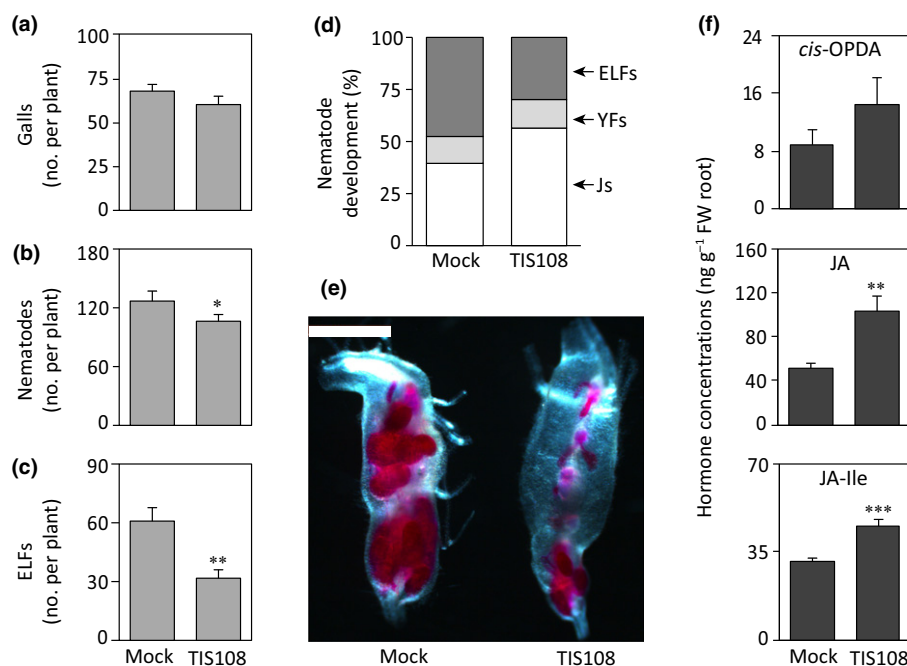 (a)
Galls
(no. per plant)
100
75
50
25
0
(b)
Nematodes
(no. per plant)
180
120
60
0
*
(c)
ELFs
(no. per plant)
90
60
30
0
**
Mock
TIS108
(d)
Nematode
development (%)
100
75
50
25
0
ELFs
YFs
Js
Mock
TIS108
(e)
Mock
TIS108
(f)
Hormone concentrations (ng g⁻¹ FW root)
cis-OPDA
24
16
8
0
JA
160
120
80
40
0
**
JA-Ile
70
35
0
***
Mock
TIS108